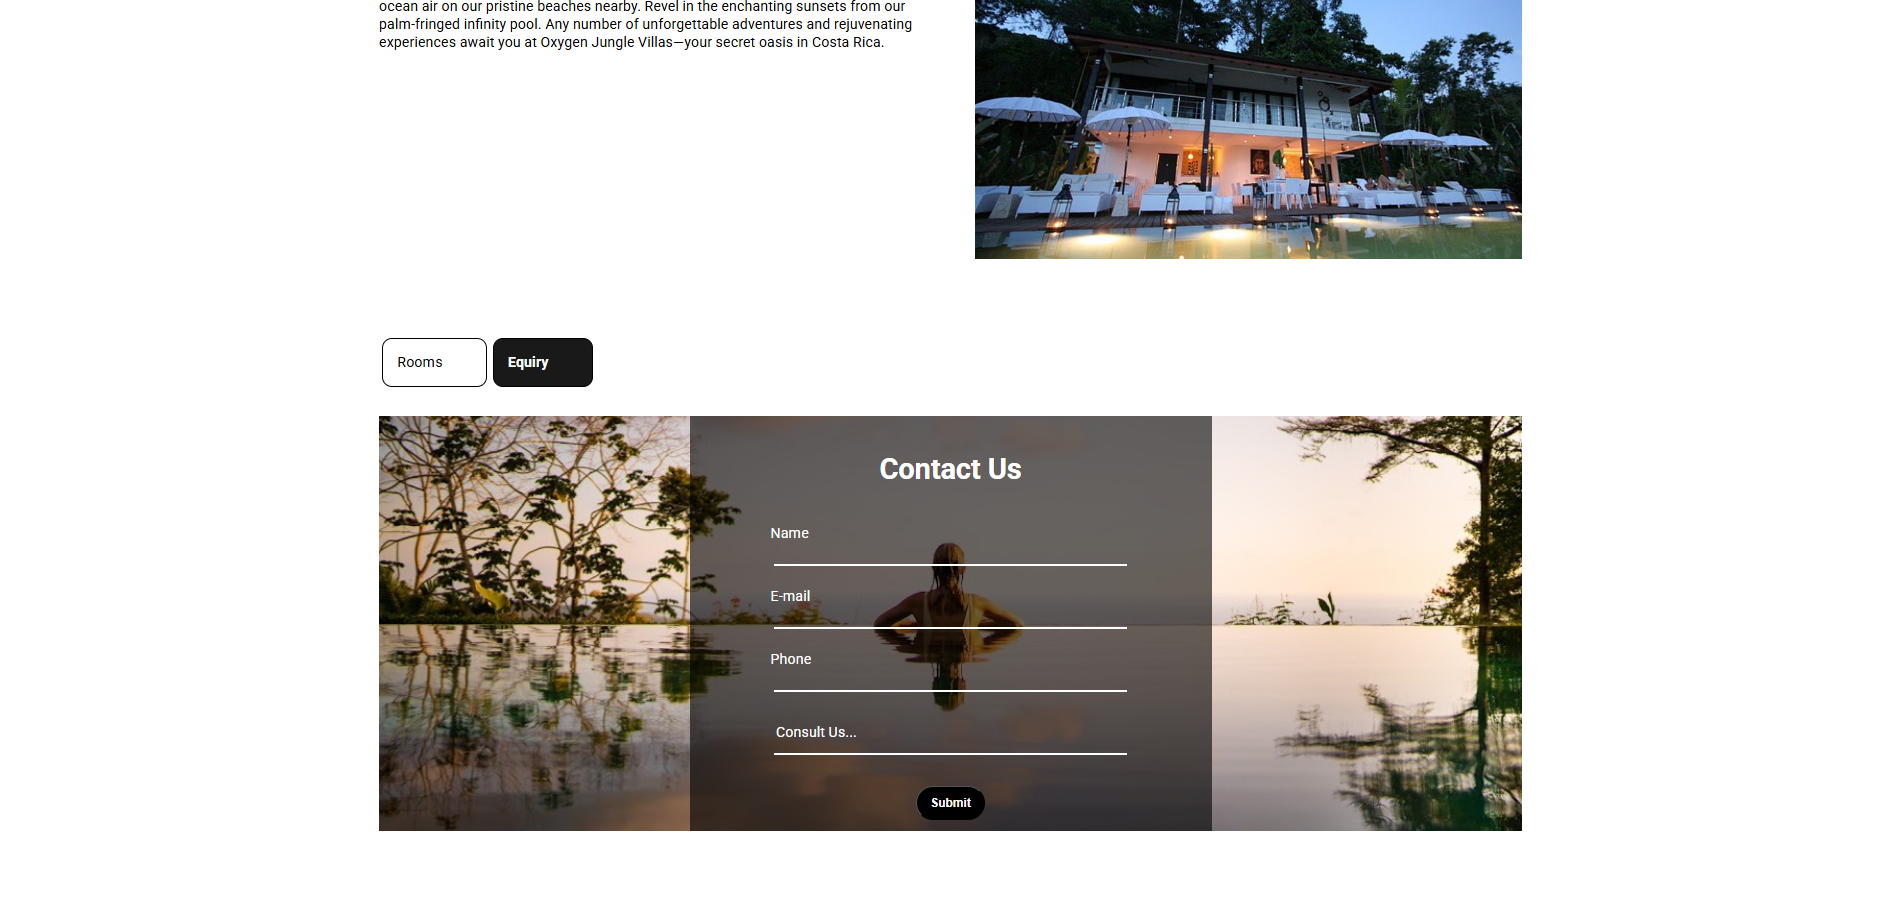 ocean air on our pristine beaches nearby. Revel in the enchanting sunsets from our
palm-fringed infinity pool. Any number of unforgettable adventures and rejuvenating
experiences await you at Oxygen Jungle Villas—your secret oasis in Costa Rica.
Rooms
Equiry
Contact Us
Name
E-mail
Phone
Consult Us...
Submit